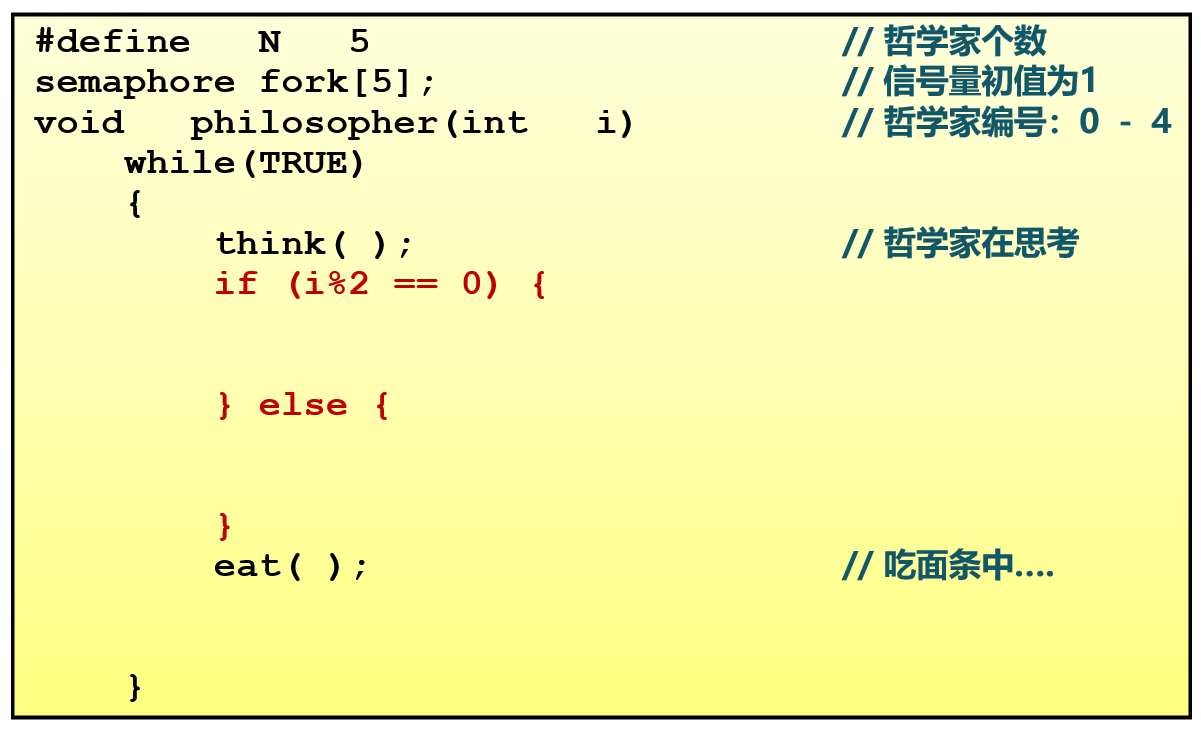 #define   N   5    // 哲学家个数
semaphore fork[5];    // 信号量初值为1
void   philosopher(int   i)    // 哲学家编号：0 - 4
while(TRUE)
{
think( );    // 哲学家在思考
if (i%2 == 0) {
} else {
}
eat( );    // 吃面条中....
}